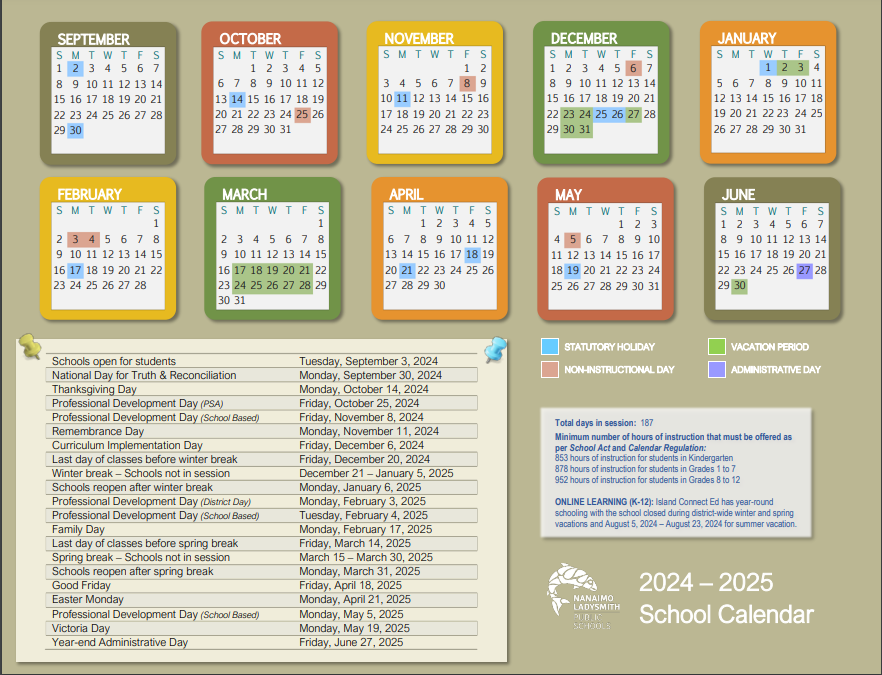 SEPTEMBER
S M T W T F S
1 2 3 4 5 6 7
8 9 10 11 12 13 14
15 16 17 18 19 20 21
22 23 24 25 26 27 28
29 30
OCTOBER
S M T W T F S
1 2 3 4 5
6 7 8 9 10 11 12
13 14 15 16 17 18 19
20 21 22 23 24 25 26
27 28 29 30 31
NOVEMBER
S M T W T F S
1 2
3 4 5 6 7 8 9
10 11 12 13 14 15 16
17 18 19 20 21 22 23
24 25 26 27 28 29 30
DECEMBER
S M T W T F S
1 2 3 4 5 6 7
8 9 10 11 12 13 14
15 16 17 18 19 20 21
22 23 24 25 26 27 28
29 30 31
JANUARY
S M T W T F S
1 2 3 4
5 6 7 8 9 10 11
12 13 14 15 16 17 18
19 20 21 22 23 24 25
26 27 28 29 30 31
FEBRUARY
S M T W T F S
1
2 3 4 5 6 7 8
9 10 11 12 13 14 15
16 17 18 19 20 21 22
23 24 25 26 27 28
MARCH
S M T W T F S
1
2 3 4 5 6 7 8
9 10 11 12 13 14 15
16 17 18 19 20 21 22
23 24 25 26 27 28 29
30 31
APRIL
S M T W T F S
1 2 3 4 5
6 7 8 9 10 11 12
13 14 15 16 17 18 19
20 21 22 23 24 25 26
27 28 29 30
MAY
S M T W T F S
1 2 3
4 5 6 7 8 9 10
11 12 13 14 15 16 17
18 19 20 21 22 23 24
25 26 27 28 29 30 31
JUNE
S M T W T F S
1 2 3 4 5 6 7
8 9 10 11 12 13 14
15 16 17 18 19 20 21
22 23 24 25 26 27 28
29 30
Schools open for students Tuesday, September 3, 2024
National Day for Truth & Reconciliation Monday, September 30, 2024
Thanksgiving Day Monday, October 14, 2024
Professional Development Day (PSA) Friday, October 25, 2024
Professional Development Day (School Based) Friday, November 8, 2024
Remembrance Day Monday, November 11, 2024
Curriculum Implementation Day Friday, December 6, 2024
Last day of classes before winter break Friday, December 20, 2024
Winter break – Schools not in session December 21 – January 5, 2025
Schools reopen after winter break Monday, January 6, 2025
Professional Development Day (District Day) Monday, February 3, 2025
Professional Development Day (School Based) Tuesday, February 4, 2025
Family Day Monday, February 17, 2025
Last day of classes before spring break Friday, March 14, 2025
Spring break – Schools not in session March 15 – March 30, 2025
Schools reopen after spring break Monday, March 31, 2025
Good Friday Friday, April 18, 2025
Easter Monday Monday, April 21, 2025
Professional Development Day (School Based) Monday, May 5, 2025
Victoria Day Monday, May 19, 2025
Year-end Administrative Day Friday, June 27, 2025
STATUTORY HOLIDAY
VACATION PERIOD
NON-INSTRUCTIONAL DAY
ADMINISTRATIVE DAY
Total days in session: 187
Minimum number of hours of instruction that must be offered as
per School Act and Calendar Regulation:
853 hours of instruction for students in Kindergarten
878 hours of instruction for students in Grades 1 to 7
952 hours of instruction for students in Grades 8 to 12
ONLINE LEARNING (K-12): Island Connect Ed has year-round
schooling with the school closed during district-wide winter and spring
vacations and August 5, 2024 – August 23, 2024 for summer vacation.
NANAIMO
LADYSMITH
PUBLIC
SCHOOLS
2024 – 2025
School Calendar